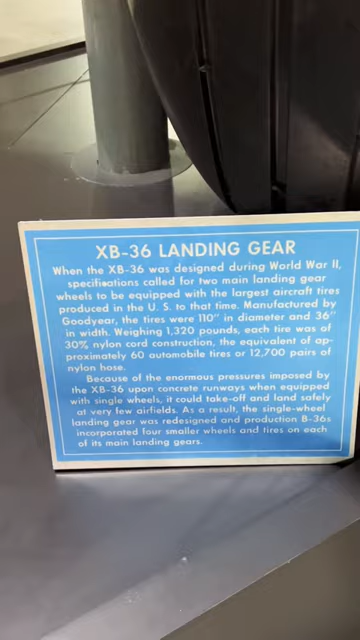 XB-36 LANDING GEAR
When the XB-36 was designed during World War II,
specifications called for two main landing gear
wheels to be equipped with the largest aircraft tires
produced in the U. S. to that time. Manufactured by
Goodyear, the tires were 110" in diameter and 36"
in width. Weighing 1,320 pounds, each tire was of
30% nylon cord construction, the equivalent of ap-
proximately 60 automobile tires or 12,700 pairs of
nylon hose.
Because of the enormous pressures imposed by
the XB-36 upon concrete runways when equipped
with single wheels, it could take-off and land safely
at very few airfields. As a result, the single-wheel
landing gear was redesigned and production B-36s
incorporated four smaller wheels and tires on each
of its main landing gears.